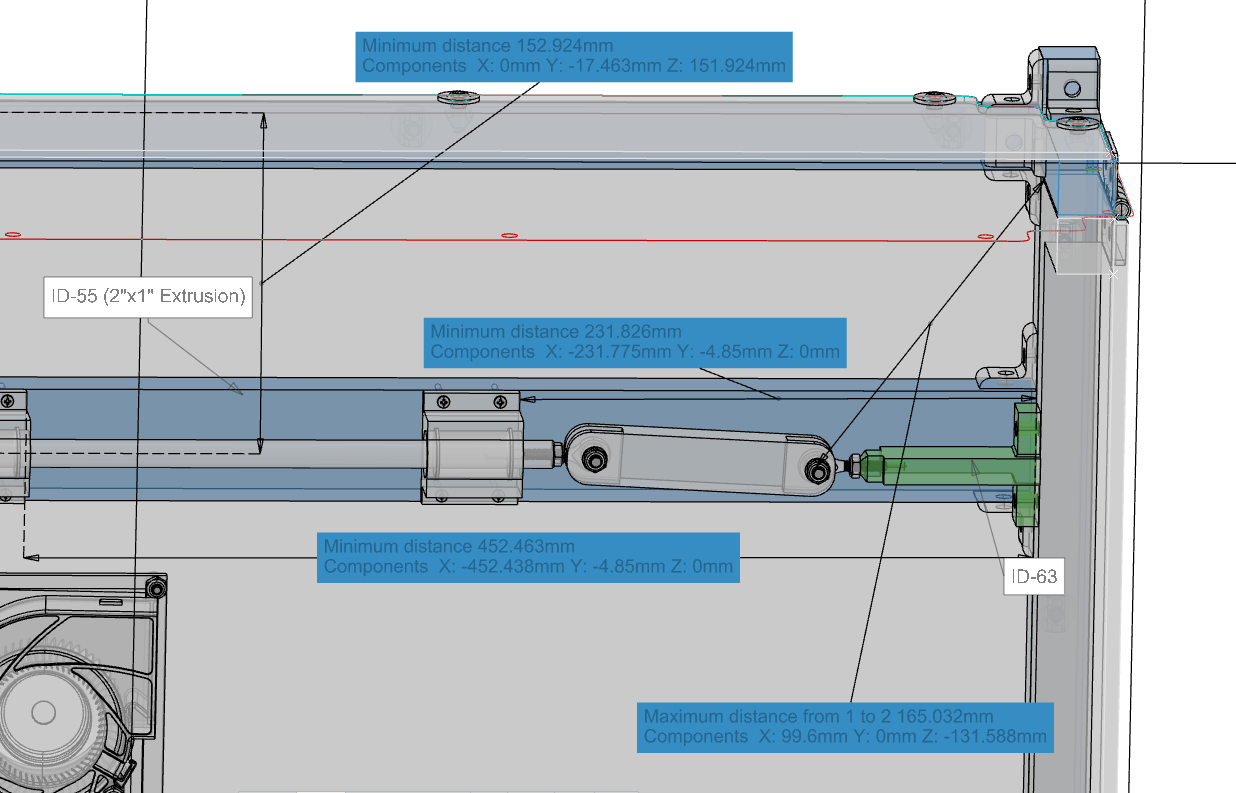 Minimum distance 152.924mm
Components  X: 0mm Y: -17.463mm Z: 151.924mm
ID-55 (2"x1" Extrusion)
Minimum distance 231.826mm
Components  X: -231.775mm Y: -4.85mm Z: 0mm
Minimum distance 452.463mm
Components  X: -452.438mm Y: -4.85mm Z: 0mm
ID-63
Maximum distance from 1 to 2 165.032mm
Components  X: 99.6mm Y: 0mm Z: -131.588mm